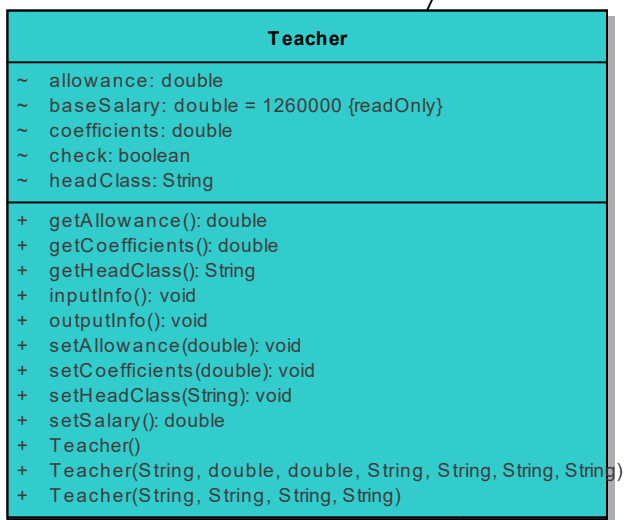 Teacher
~ allowance: double
~ baseSalary: double = 1260000 {readOnly}
~ coefficients: double
~ check: boolean
~ headClass: String
+ getAllowance(): double
+ getCoefficients(): double
+ getHeadClass(): String
+ inputInfo(): void
+ outputInfo(): void
+ setAllowance(double): void
+ setCoefficients(double): void
+ setHeadClass(String): void
+ setSalary(): double
+ Teacher()
+ Teacher(String, double, double, String, String, String, String)
+ Teacher(String, String, String, String)